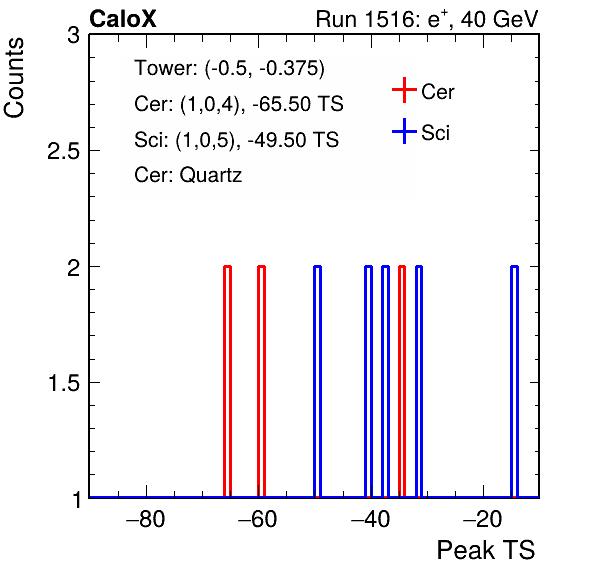 CaloX Run 1516: e⁺, 40 GeV
Counts
3
2.5
2
1.5
1
Tower: (-0.5, -0.375)
Cer: (1,0,4), -65.50 TS
Sci: (1,0,5), -49.50 TS
Cer: Quartz
Cer
Sci
−80 −60 −40 −20
Peak TS